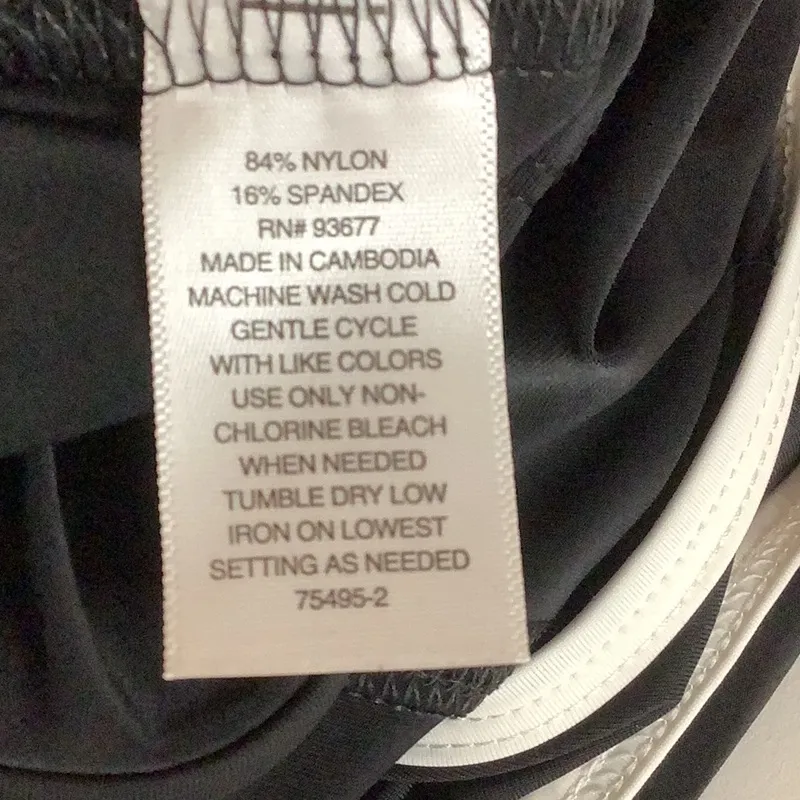 84% NYLON
16% SPANDEX
RN# 93677
MADE IN CAMBODIA
MACHINE WASH COLD
GENTLE CYCLE
WITH LIKE COLORS
USE ONLY NON-
CHLORINE BLEACH
WHEN NEEDED
TUMBLE DRY LOW
IRON ON LOWEST
SETTING AS NEEDED
75495-2